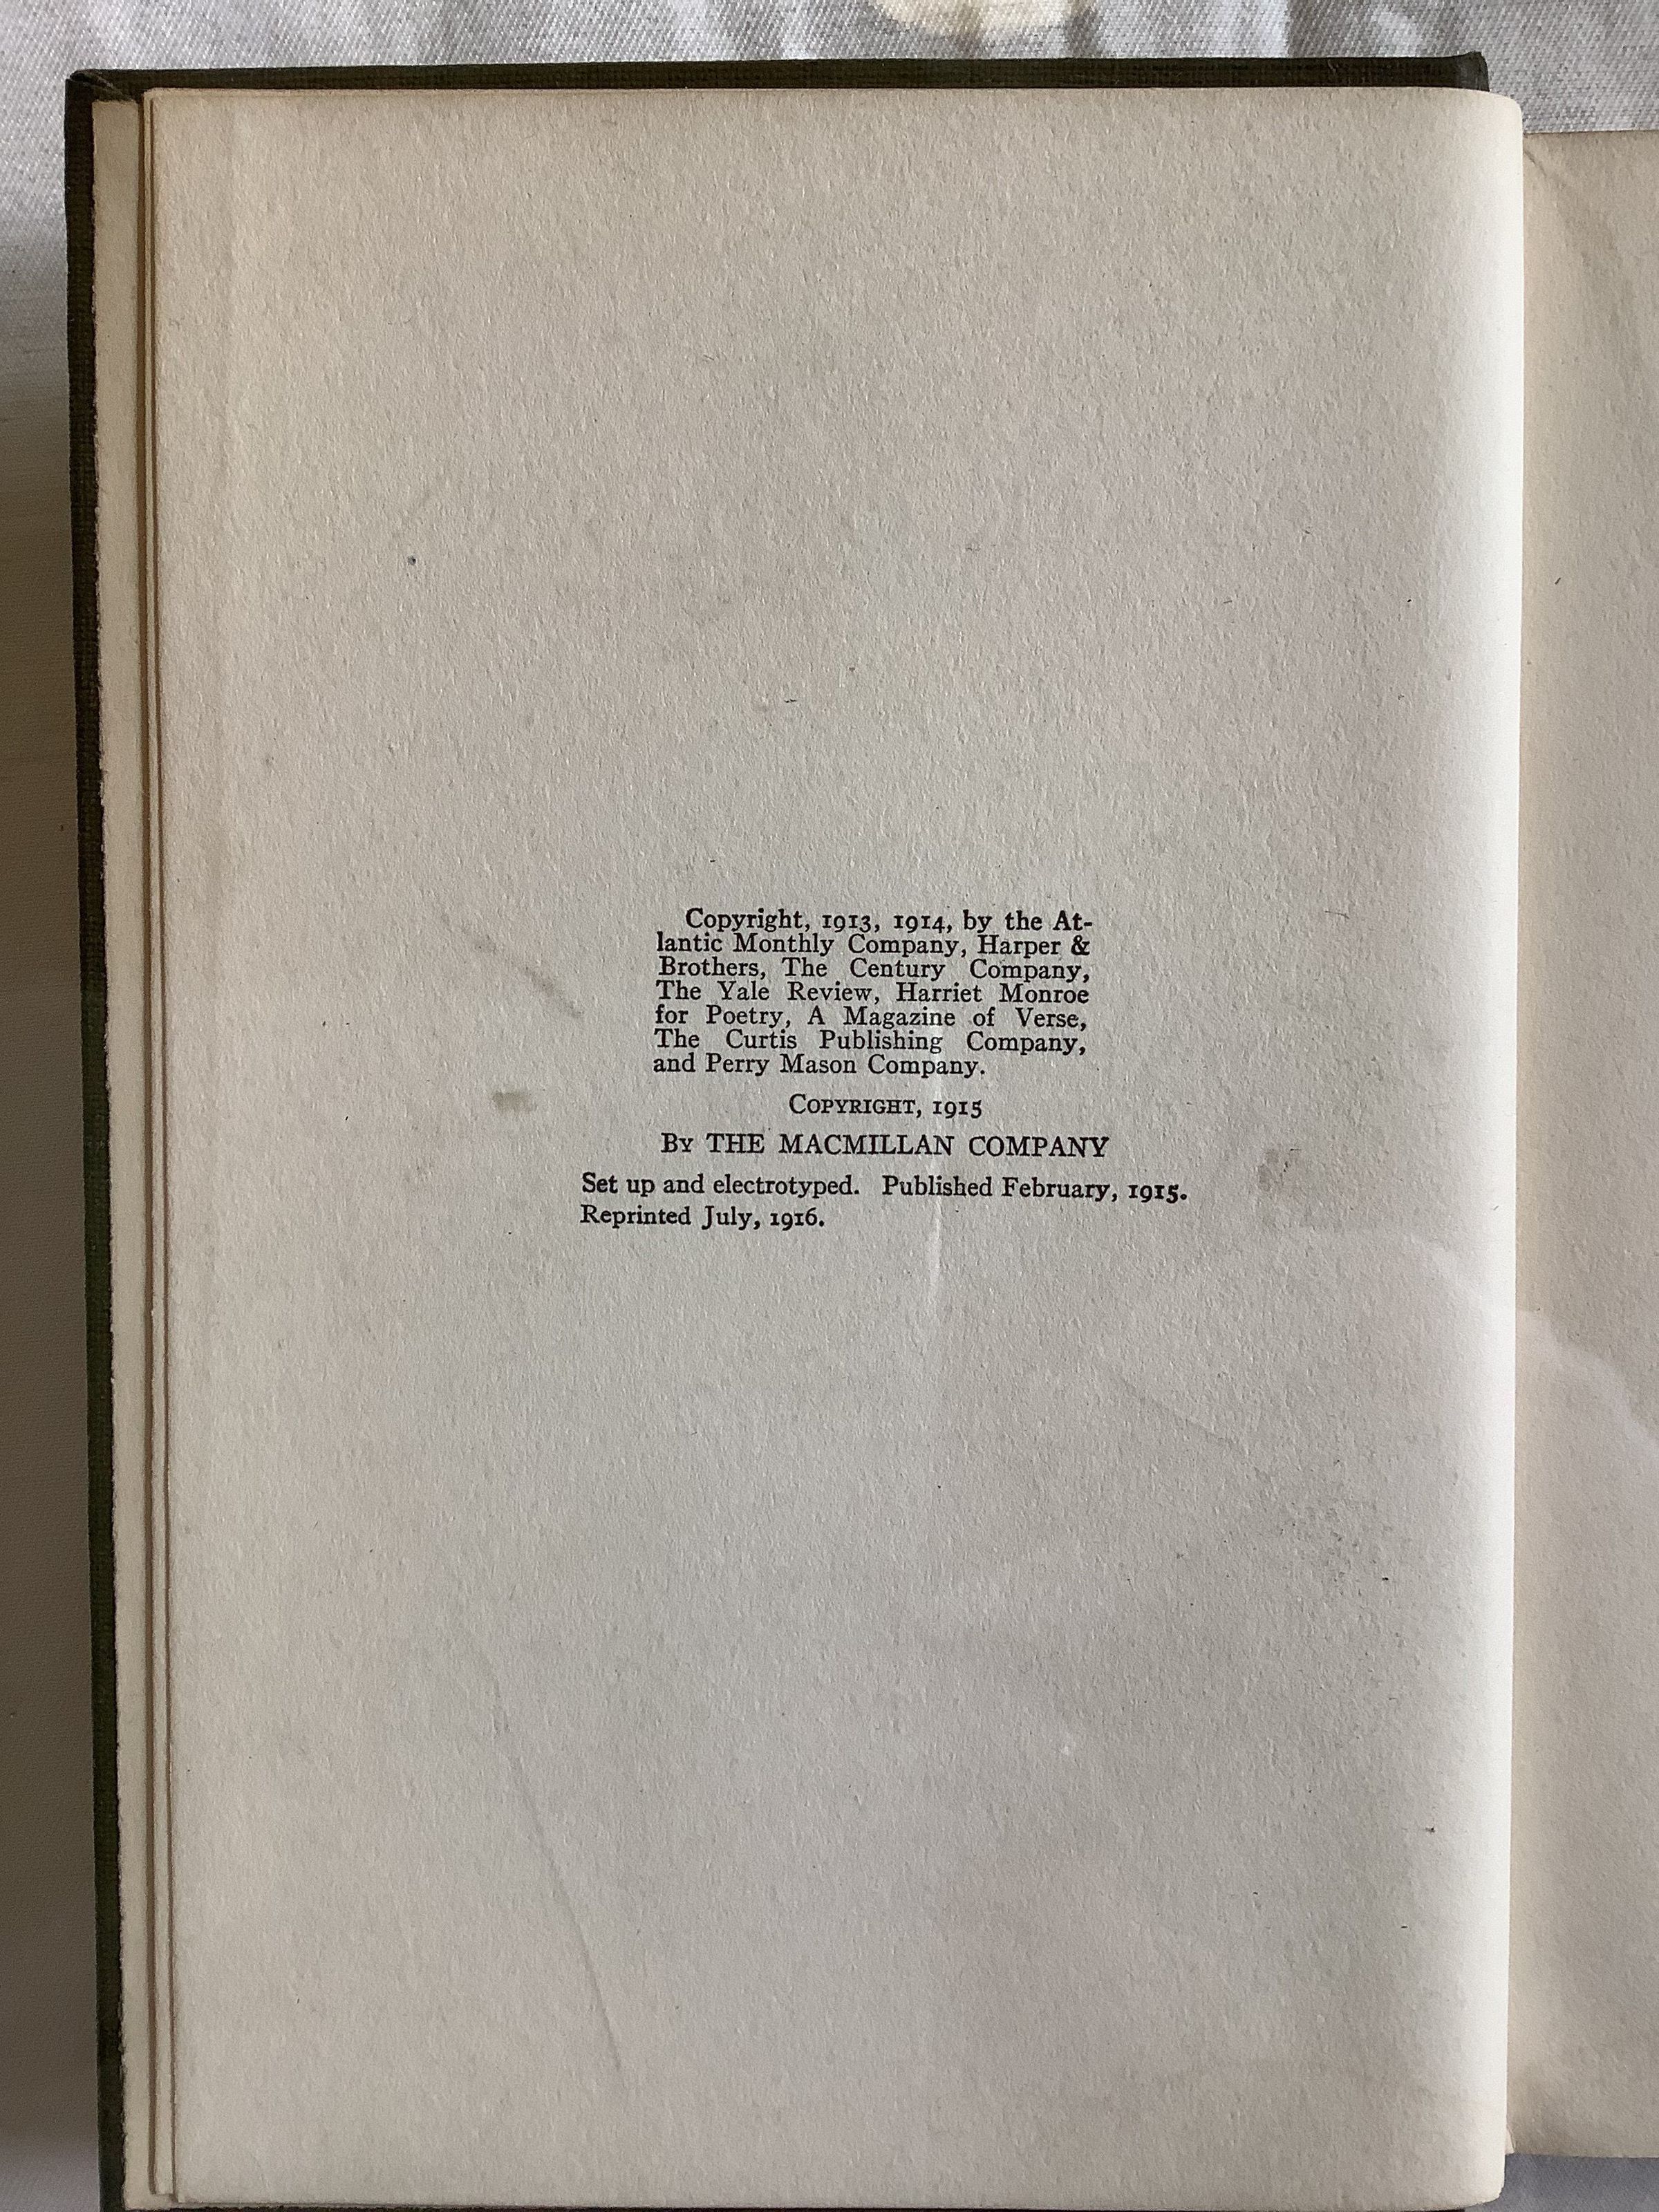 Copyright, 1913, 1914, by the At-
lantic Monthly Company, Harper &
Brothers, The Century Company,
The Yale Review, Harriet Monroe
for Poetry, A Magazine of Verse,
The Curtis Publishing Company,
and Perry Mason Company.
COPYRIGHT, 1915
BY THE MACMILLAN COMPANY
Set up and electrotyped. Published February, 1915.
Reprinted July, 1916.